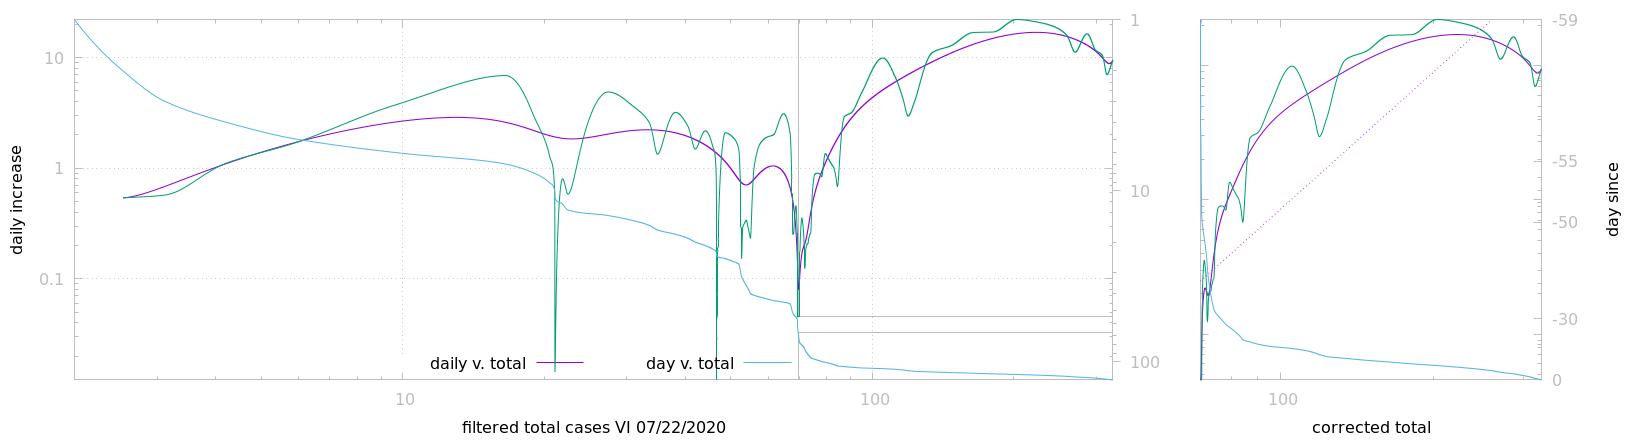 10
1
0.1
daily increase
daily v. total
day v. total
10
100
filtered total cases VI 07/22/2020
1
10
100
100
corrected total
-59
-55
-50
-30
0
day since